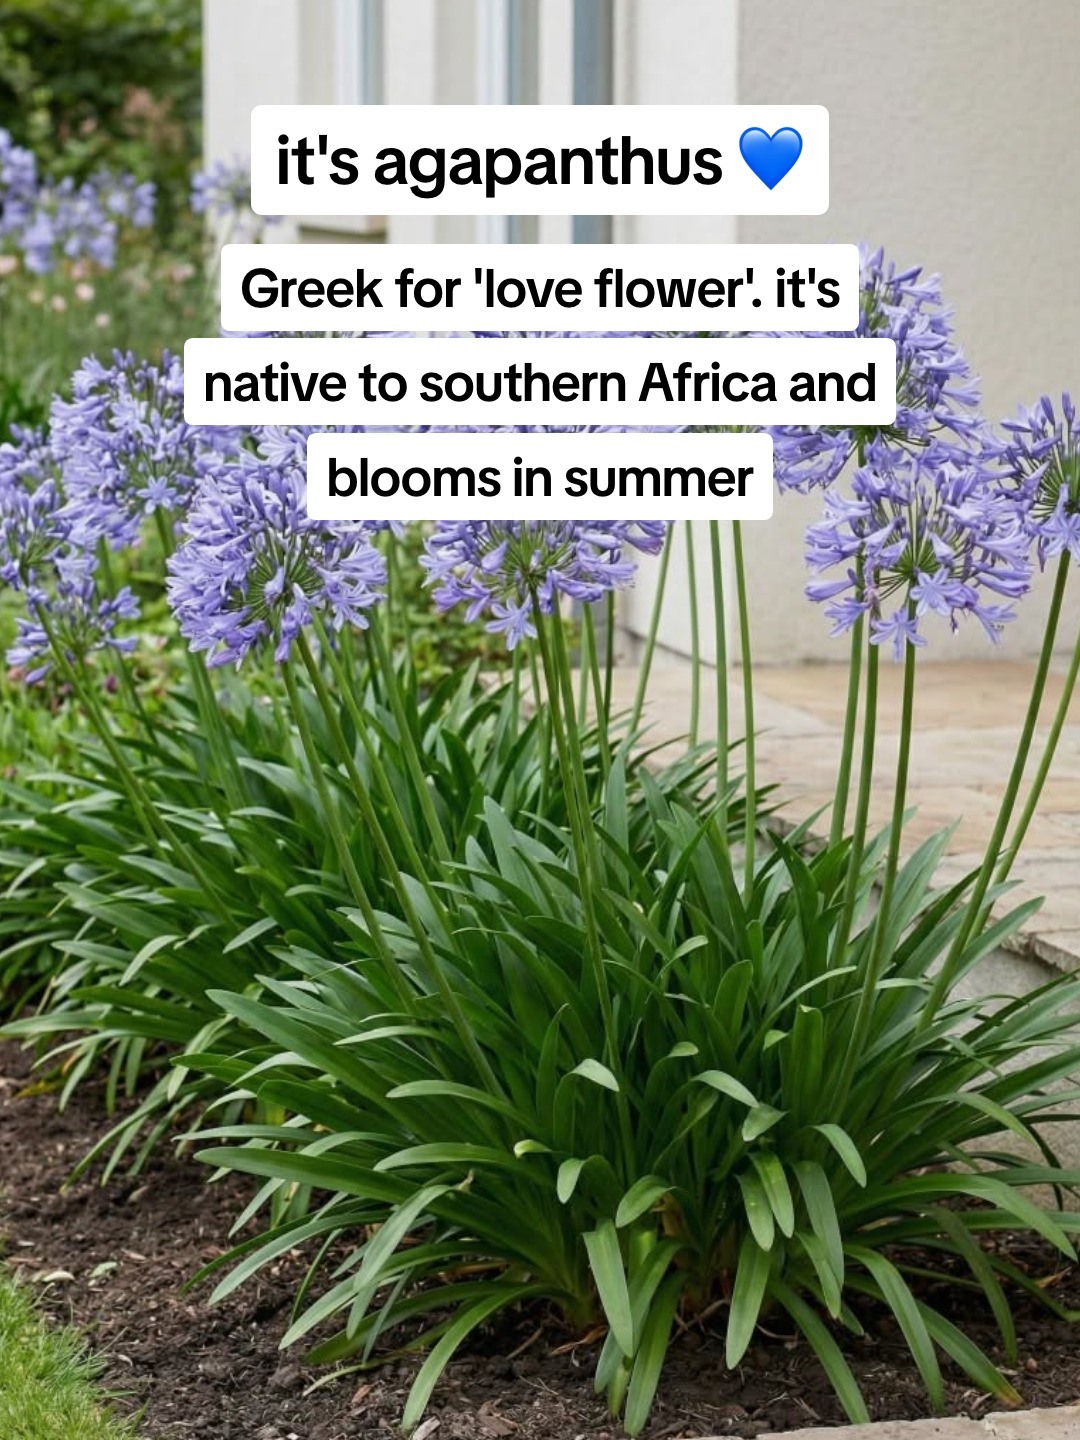 it's agapanthus 💙
Greek for 'love flower'. it's
native to southern Africa and
blooms in summer